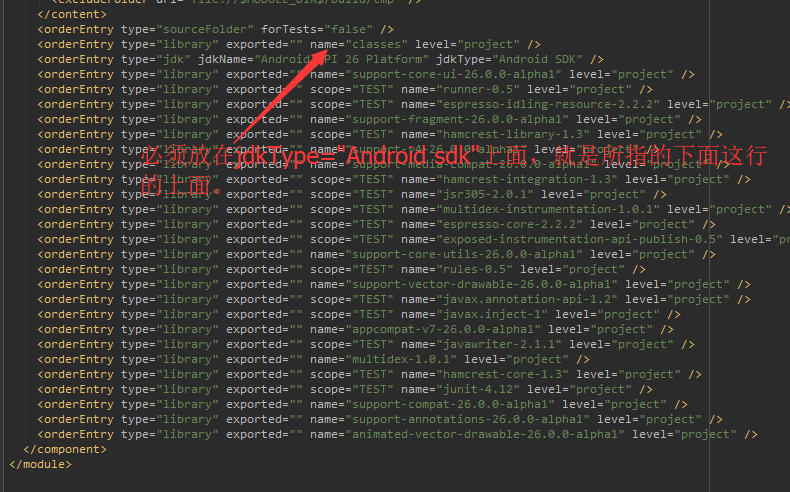 <excludeFolder url="file://$MODULE_DIR$/build/tmp" />
</content>
<orderEntry type="sourceFolder" forTests="false" />
<orderEntry type="library" exported="" name="classes" level="project" />
<orderEntry type="jdk" jdkName="Android API 26 Platform" jdkType="Android SDK" />
<orderEntry type="library" exported="" name="support-core-ui-26.0.0-alpha1" level="project" />
<orderEntry type="library" exported="" scope="TEST" name="runner-0.5" level="project" />
<orderEntry type="library" exported="" scope="TEST" name="espresso-idling-resource-2.2.2" level="project" />
<orderEntry type="library" exported="" name="support-fragment-26.0.0-alpha1" level="project" />
<orderEntry type="library" exported="" scope="TEST" name="hamcrest-library-1.3" level="project" />
<orderEntry type="library" exported="" name="support-v4-26.0.0-alpha1" level="project" />
必须放在jdkType="Android sdk"上面，就是所指的下面这行
<orderEntry type="library" exported="" name="support-media-compat-26.0.0-alpha1" level="project" />
<orderEntry type="library" exported="" scope="TEST" name="hamcrest-integration-1.3" level="project" />
的上面。
<orderEntry type="library" exported="" scope="TEST" name="jsr305-2.0.1" level="project" />
<orderEntry type="library" exported="" scope="TEST" name="multidex-instrumentation-1.0.1" level="project" />
<orderEntry type="library" exported="" scope="TEST" name="espresso-core-2.2.2" level="project" />
<orderEntry type="library" exported="" scope="TEST" name="exposed-instrumentation-api-publish-0.5" level="pr
<orderEntry type="library" exported="" name="support-core-utils-26.0.0-alpha1" level="project" />
<orderEntry type="library" exported="" scope="TEST" name="rules-0.5" level="project" />
<orderEntry type="library" exported="" name="support-vector-drawable-26.0.0-alpha1" level="project" />
<orderEntry type="library" exported="" scope="TEST" name="javax.annotation-api-1.2" level="project" />
<orderEntry type="library" exported="" scope="TEST" name="javax.inject-1" level="project" />
<orderEntry type="library" exported="" name="appcompat-v7-26.0.0-alpha1" level="project" />
<orderEntry type="library" exported="" scope="TEST" name="javawriter-2.1.1" level="project" />
<orderEntry type="library" exported="" name="multidex-1.0.1" level="project" />
<orderEntry type="library" exported="" scope="TEST" name="hamcrest-core-1.3" level="project" />
<orderEntry type="library" exported="" scope="TEST" name="junit-4.12" level="project" />
<orderEntry type="library" exported="" name="support-compat-26.0.0-alpha1" level="project" />
<orderEntry type="library" exported="" name="support-annotations-26.0.0-alpha1" level="project" />
<orderEntry type="library" exported="" name="animated-vector-drawable-26.0.0-alpha1" level="project" />
</component>
</module>